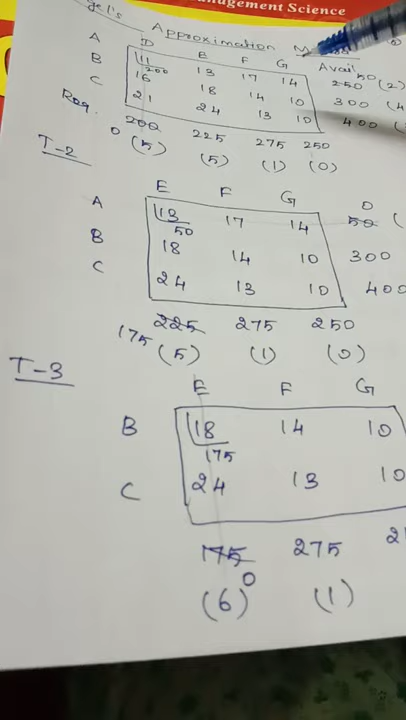 Management Science
Approximation
D E F G Avail
A 11 200 13 17 14 250 50 (2)
B 16 18 14 10 300
C 21 24 13 10 400
Req. 200 225 275 250
0 (5) (5) (1) (0)
T-2
E F G
A 13 50 17 14 50 0
B 18 14 10 300
C 24 13 10 400
225 275 250
175 (5) (1) (0)
T-3
E F G
B 18 175 14 10
C 24 13 10
175 275
0
(6) (1)